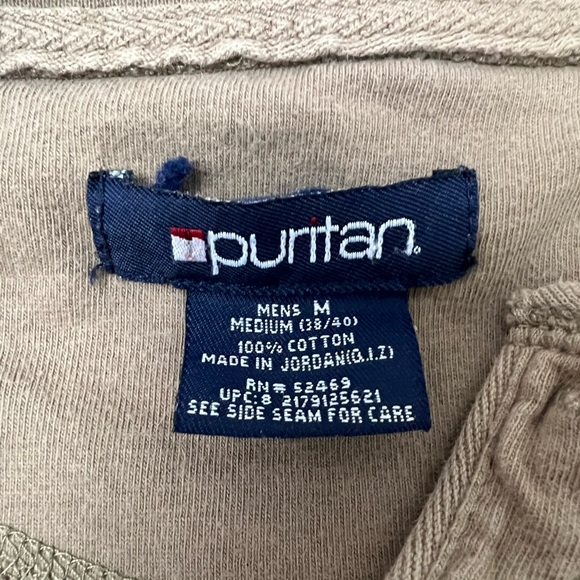 puritan.
MENS M
MEDIUM (38/40)
100% COTTON
MADE IN JORDAN(Q.I.Z)
RN# 52469
UPC: 8 2179125621
SEE SIDE SEAM FOR CARE